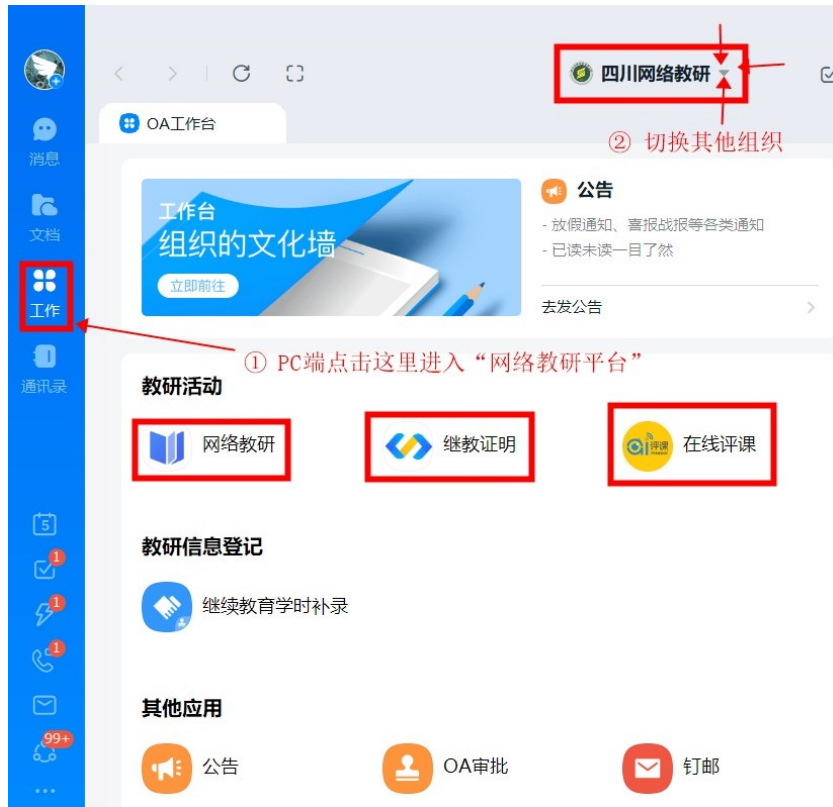 四川网络教研
OA工作台
② 切换其他组织
消息
文档
工作
通讯录
工作台
组织的文化墙
立即前往
公告
- 放假通知、喜报战报等各类通知
- 已读未读一目了然
去发公告
① PC端点击这里进入“网络教研平台”
教研活动
网络教研
继教证明
ai评课
在线评课
教研信息登记
继续教育学时补录
其他应用
公告
OA审批
钉邮
5
1
1
1
99+